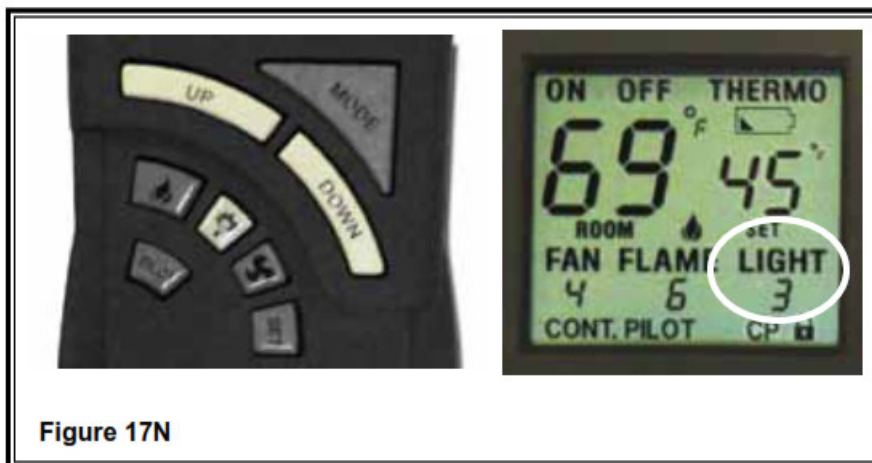 UP
MODE
DOWN
SET
ON OFF THERMO
69 °F 45
ROOM SET
FAN FLAME LIGHT
4 6 3
CONT. PILOT CP
Figure 17N